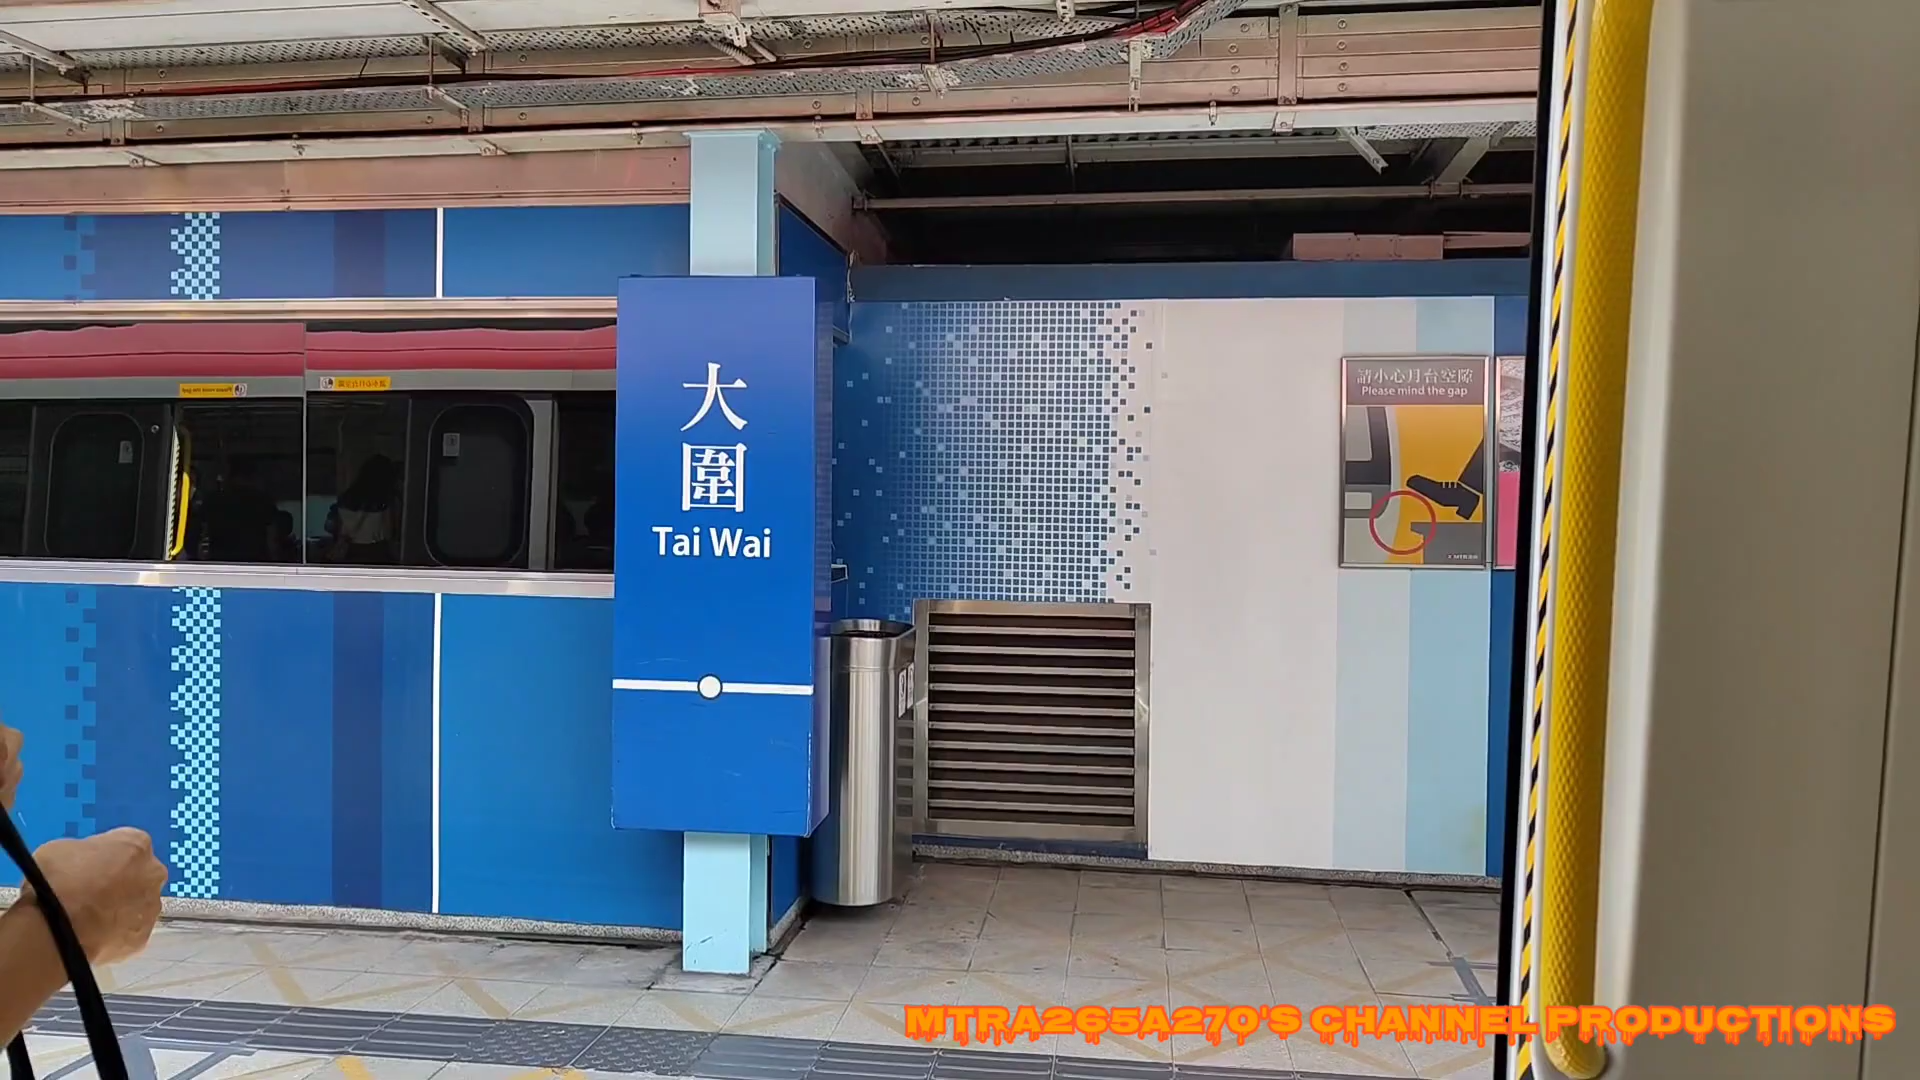 大
圍
Tai Wai
請小心月台空隙
Please mind the gap
MTRA265A270'S CHANNEL PRODUCTIONS